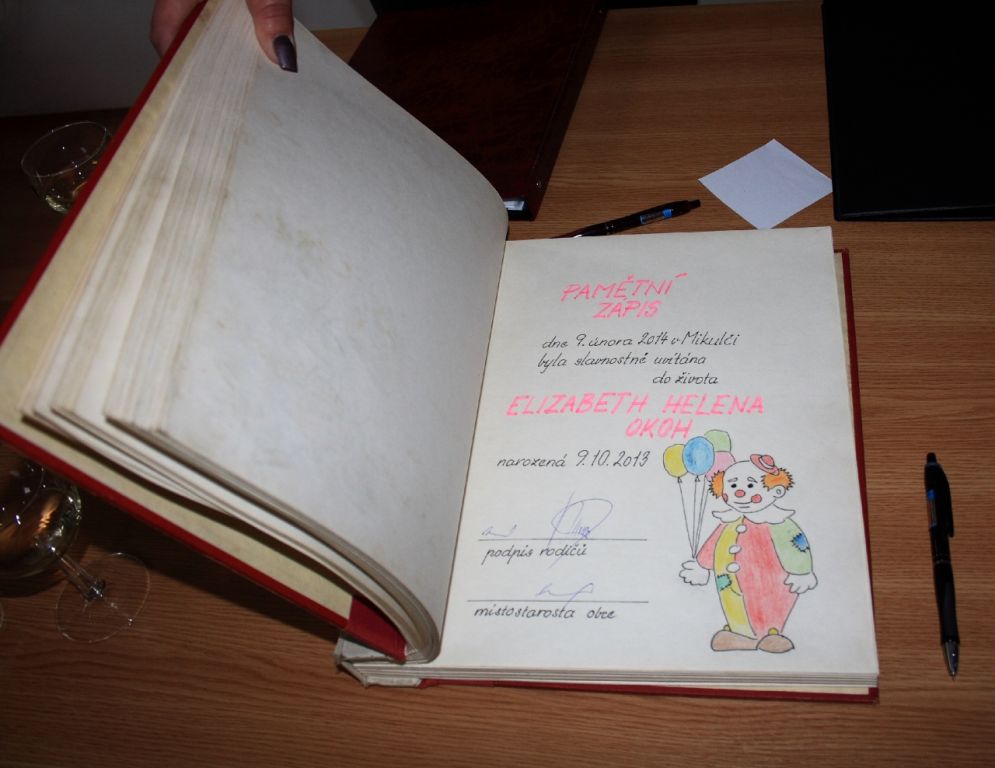 PAMĚTNÍ
ZÁPIS
dne 9. února 2014 v Mikulči
byla slavnostně uvítána
do života
ELIZABETH HELENA
OKOH
narozená 9.10.2013
podpis rodičů
místostarosta obce